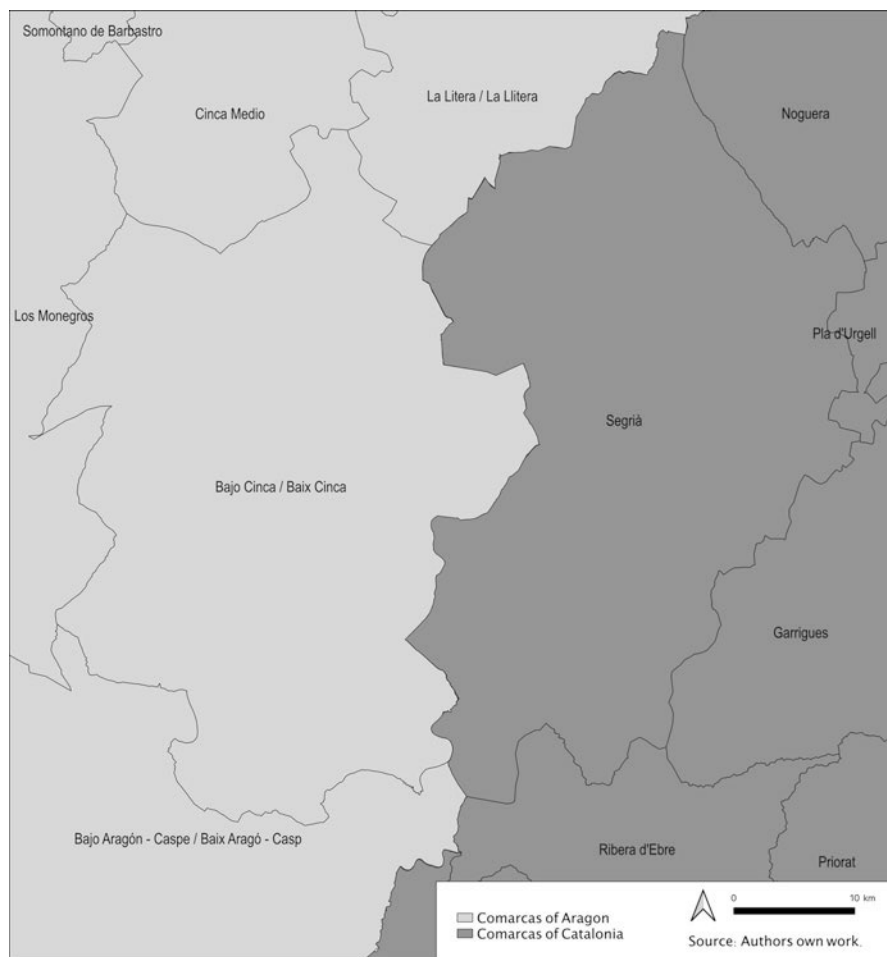 Somontano de Barbastro
Cinca Medio
La Litera / La Llitera
Noguera
Los Monegros
Pla d'Urgell
Segrià
Bajo Cinca / Baix Cinca
Garrigues
Bajo Aragón - Caspe / Baix Aragó - Casp
Ribera d'Ebre
Priorat
0 10 km
Comarcas of Aragon
Comarcas of Catalonia
Source: Authors own work.